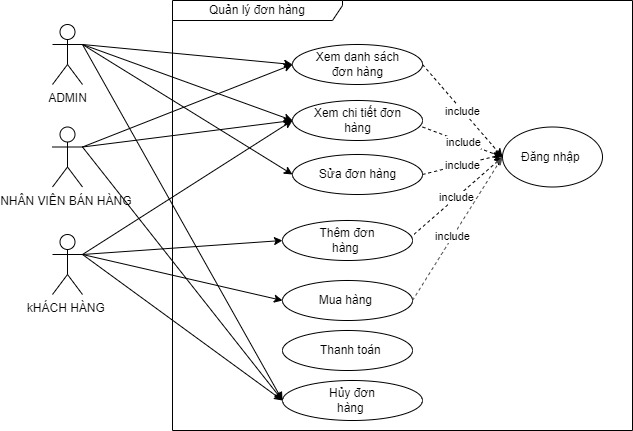 Quản lý đơn hàng
ADMIN
NHÂN VIÊN BÁN HÀNG
kHÁCH HÀNG
Xem danh sách
đơn hàng
Xem chi tiết đơn
hàng
Sửa đơn hàng
Thêm đơn
hàng
Mua hàng
Thanh toán
Hủy đơn
hàng
include
include
include
include
include
Đăng nhập